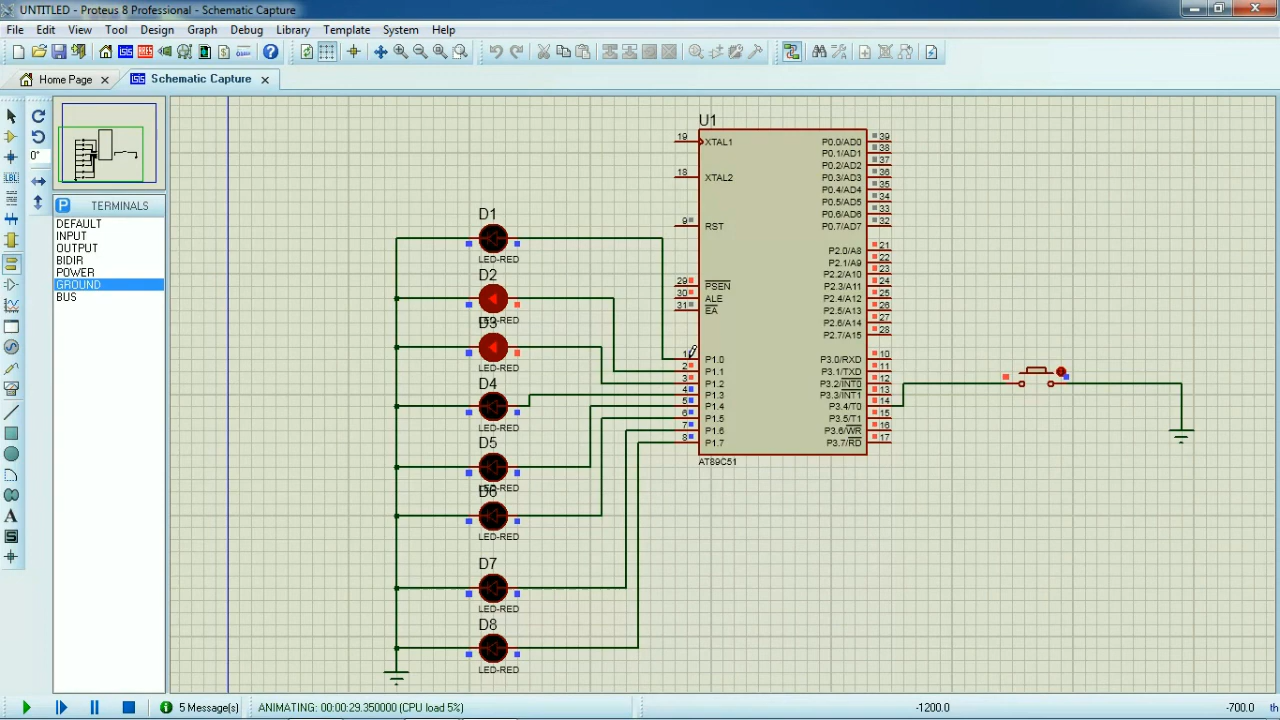 UNTITLED - Proteus 8 Professional - Schematic Capture
File Edit View Tool Design Graph Debug Library Template System Help
Home Page Schematic Capture
0°
TERMINALS
DEFAULT
INPUT
OUTPUT
BIDIR
POWER
GROUND
BUS
D1
LED-RED
D2
LED-RED
D3
LED-RED
D4
LED-RED
D5
LED-RED
D6
LED-RED
D7
LED-RED
D8
LED-RED
U1
19 XTAL1 P0.0/AD0 39
P0.1/AD1 38
P0.2/AD2 37
18 XTAL2 P0.3/AD3 36
P0.4/AD4 35
P0.5/AD5 34
P0.6/AD6 33
9 RST P0.7/AD7 32
P2.0/A8 21
P2.1/A9 22
P2.2/A10 23
29 PSEN P2.3/A11 24
30 ALE P2.4/A12 25
31 EA P2.5/A13 26
P2.6/A14 27
P2.7/A15 28
1 P1.0 P3.0/RXD 10
2 P1.1 P3.1/TXD 11
3 P1.2 P3.2/INT0 12
4 P1.3 P3.3/INT1 13
5 P1.4 P3.4/T0 14
6 P1.5 P3.5/T1 15
7 P1.6 P3.6/WR 16
8 P1.7 P3.7/RD 17
AT89C51
5 Message(s) ANIMATING: 00:00:29.350000 (CPU load 5%) -1200.0 -700.0 th